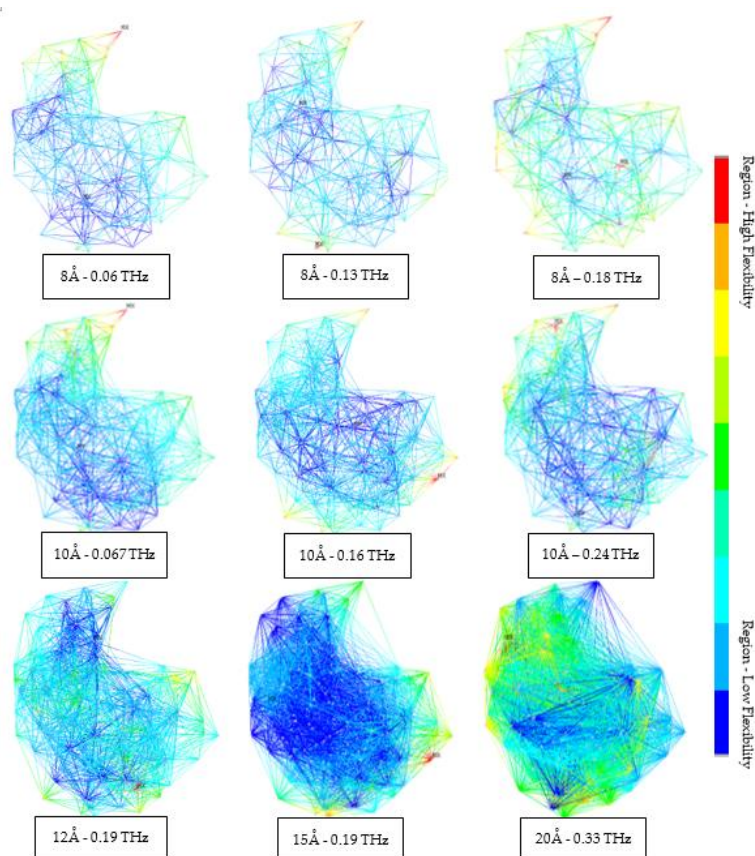 8Å - 0.06 THz
8Å - 0.13 THz
8Å – 0.18 THz
10Å - 0.067 THz
10Å - 0.16 THz
10Å – 0.24 THz
12Å - 0.19 THz
15Å - 0.19 THz
20Å - 0.33 THz
Region - High Flexibility
Region - Low Flexibility